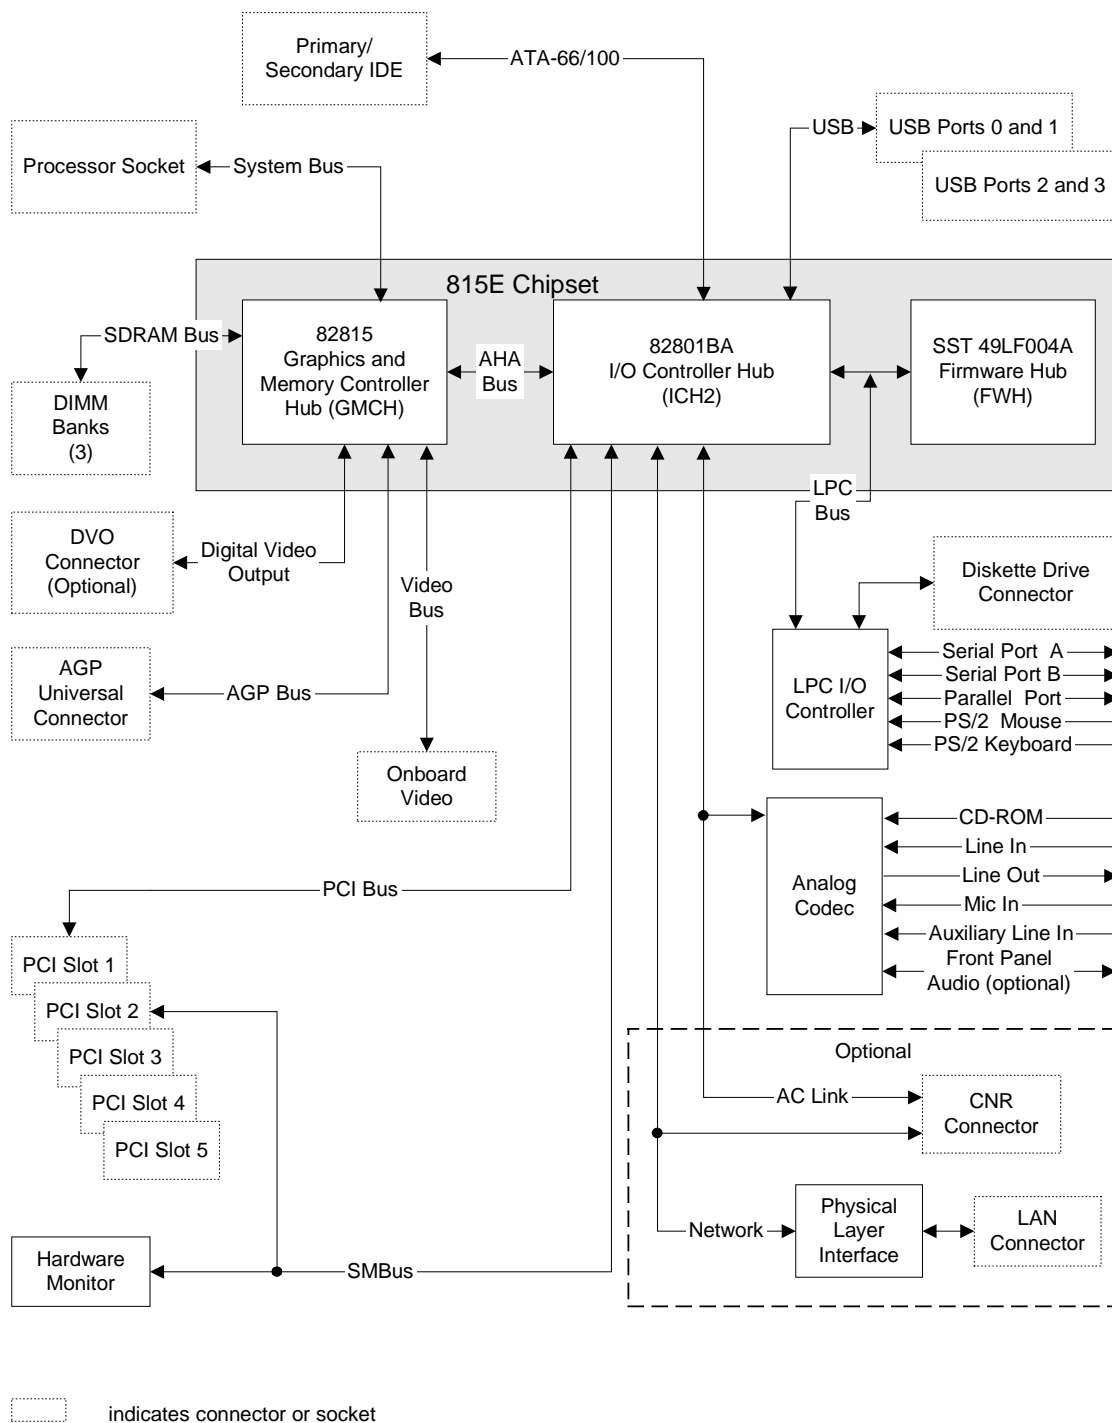 Primary/
Secondary IDE
ATA-66/100
USB
USB Ports 0 and 1
USB Ports 2 and 3
Processor Socket
System Bus
815E Chipset
SDRAM Bus
82815
Graphics and
Memory Controller
Hub (GMCH)
AHA
Bus
82801BA
I/O Controller Hub
(ICH2)
SST 49LF004A
Firmware Hub
(FWH)
DIMM
Banks
(3)
LPC
Bus
DVO
Connector
(Optional)
Digital Video
Output
Video
Bus
Diskette Drive
Connector
AGP
Universal
Connector
AGP Bus
LPC I/O
Controller
Serial Port A
Serial Port B
Parallel Port
PS/2 Mouse
PS/2 Keyboard
Onboard
Video
Analog
Codec
CD-ROM
Line In
Line Out
Mic In
Auxiliary Line In
Front Panel
Audio (optional)
PCI Bus
PCI Slot 1
PCI Slot 2
PCI Slot 3
PCI Slot 4
PCI Slot 5
Optional
AC Link
CNR
Connector
Network
Physical
Layer
Interface
LAN
Connector
Hardware
Monitor
SMBus
indicates connector or socket